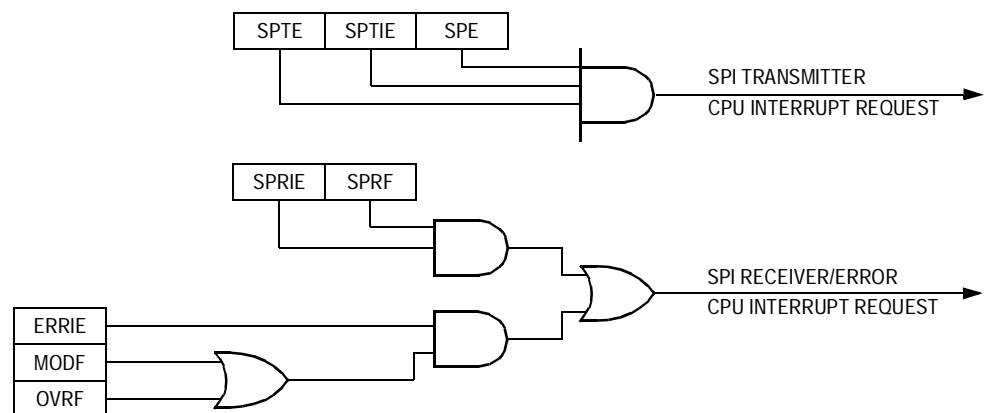 SPTE SPTIE SPE
SPI TRANSMITTER
CPU INTERRUPT REQUEST
SPRIE SPRF
SPI RECEIVER/ERROR
CPU INTERRUPT REQUEST
ERRIE
MODF
OVRF